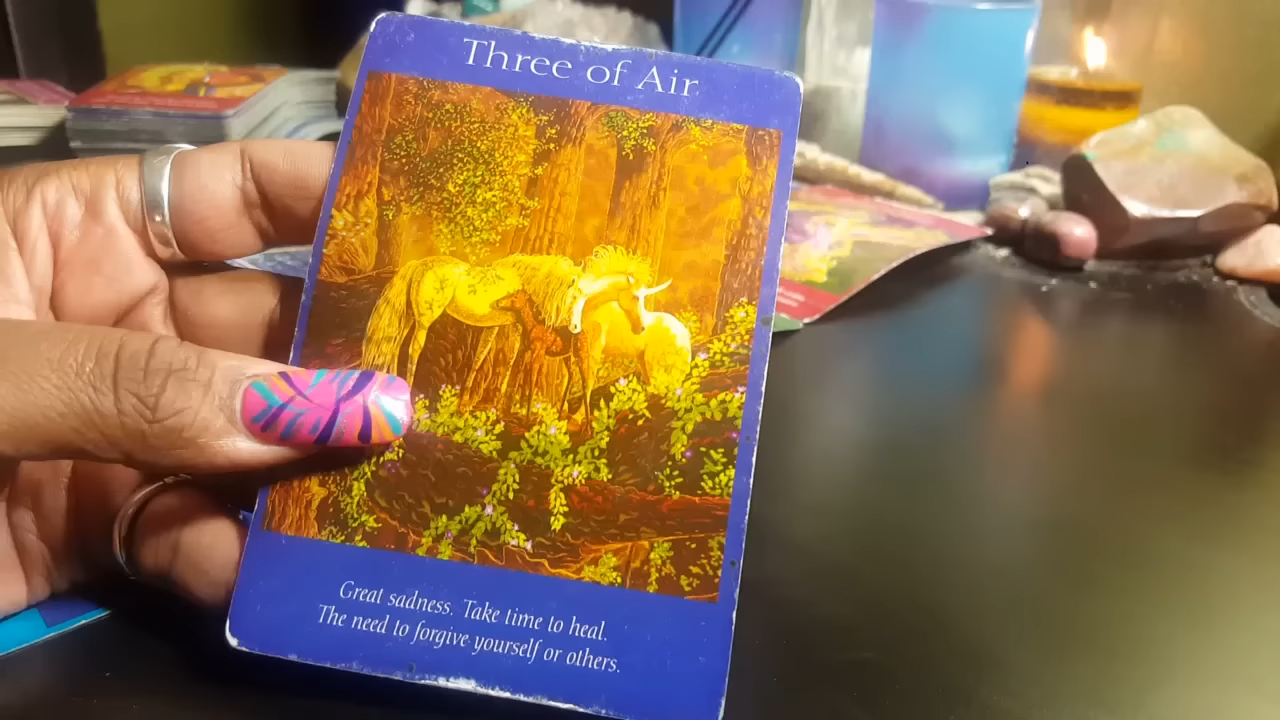 Three of Air
Great sadness. Take time to heal.
The need to forgive yourself or others.